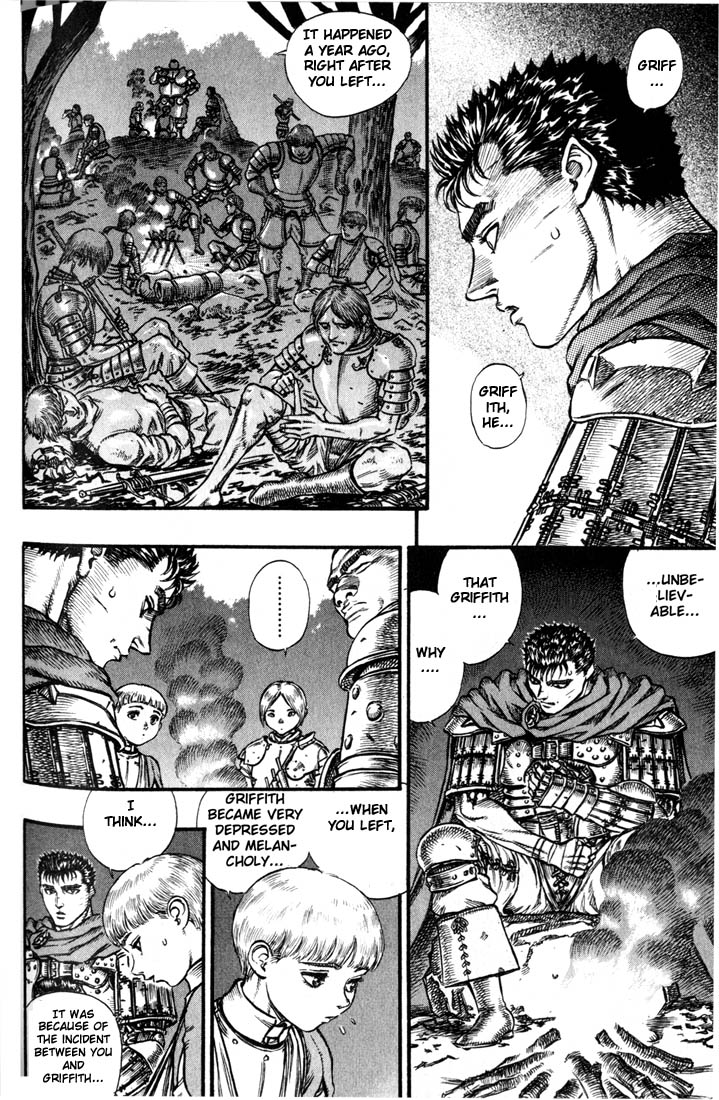 GRIFF
...
GRIFF
ITH,
HE...
IT HAPPENED
A YEAR AGO,
RIGHT AFTER
YOU LEFT...
...UNBE-
LIEV-
ABLE...
THAT
GRIFFITH
...
WHY
....
.........
...WHEN
YOU LEFT,
GRIFFITH
BECAME VERY
DEPRESSED
AND MELAN-
CHOLY...
I
THINK...
IT WAS
BECAUSE OF
THE INCIDENT
BETWEEN YOU
AND
GRIFFITH...